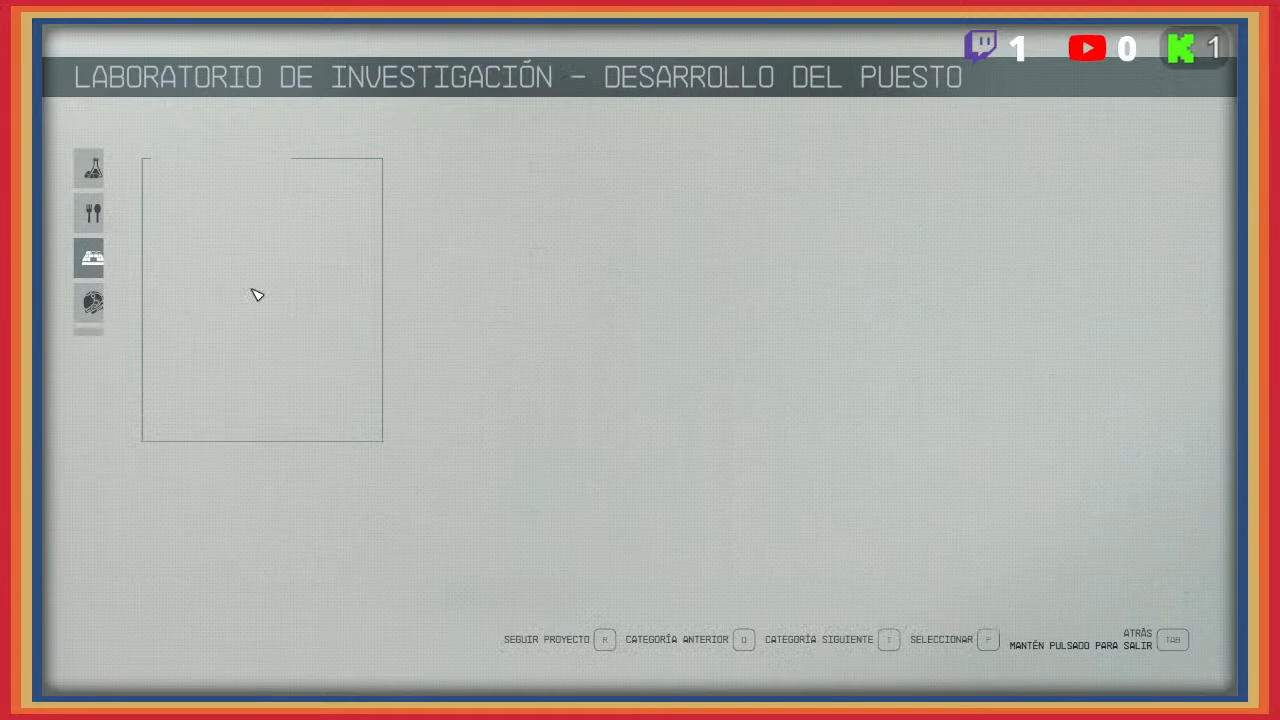 1 0 1
LABORATORIO DE INVESTIGACIÓN – DESARROLLO DEL PUESTO
SEGUIR PROYECTO R CATEGORÍA ANTERIOR Q CATEGORÍA SIGUIENTE T SELECCIONAR ATRÁS
MANTÉN PULSADO PARA SALIR TAB